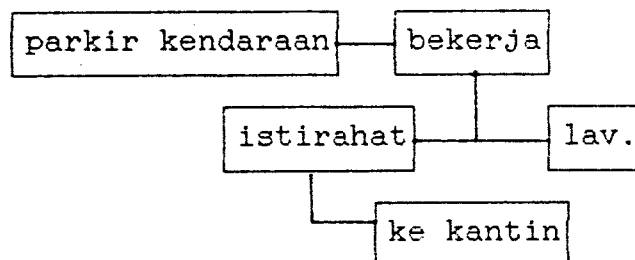 parkir kendaraan
bekerja
istirahat
lav.
ke kantin